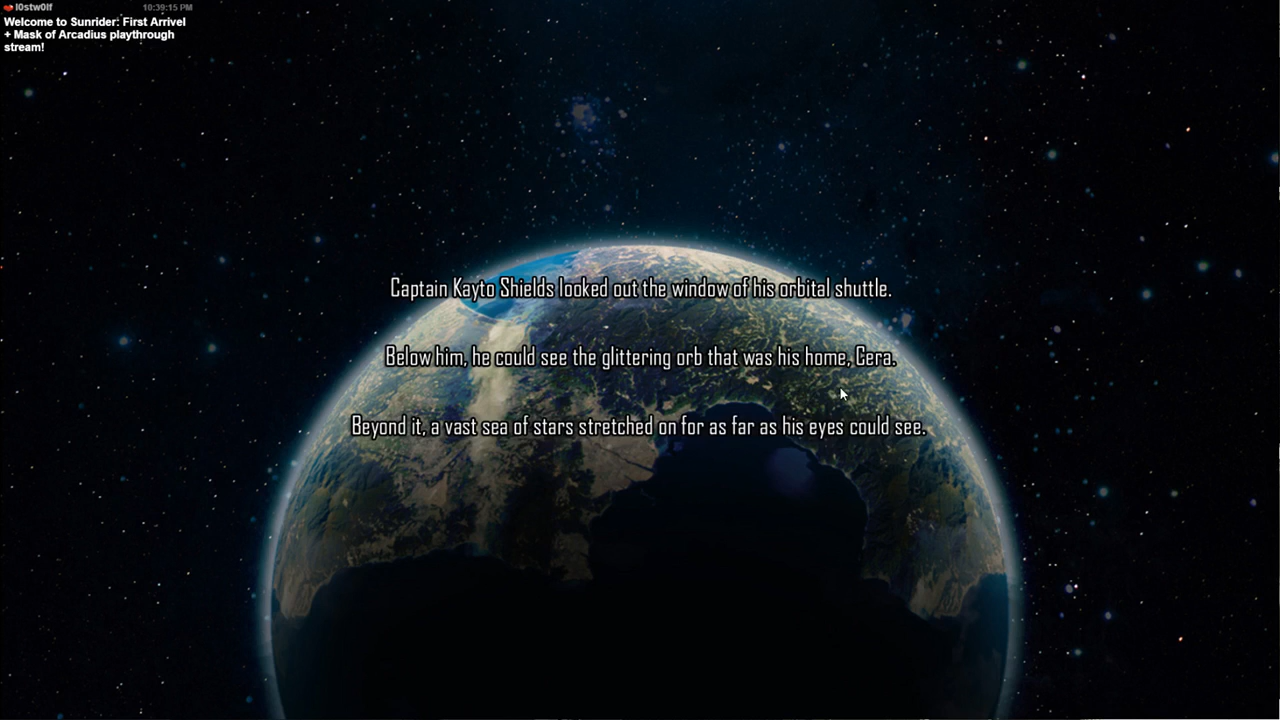 l0stw0lf 10:39:15 PM
Welcome to Sunrider: First Arrivel
+ Mask of Arcadius playthrough
stream!
Captain Kayto Shields looked out the window of his orbital shuttle.
Below him, he could see the glittering orb that was his home, Cera.
Beyond it, a vast sea of stars stretched on for as far as his eyes could see.